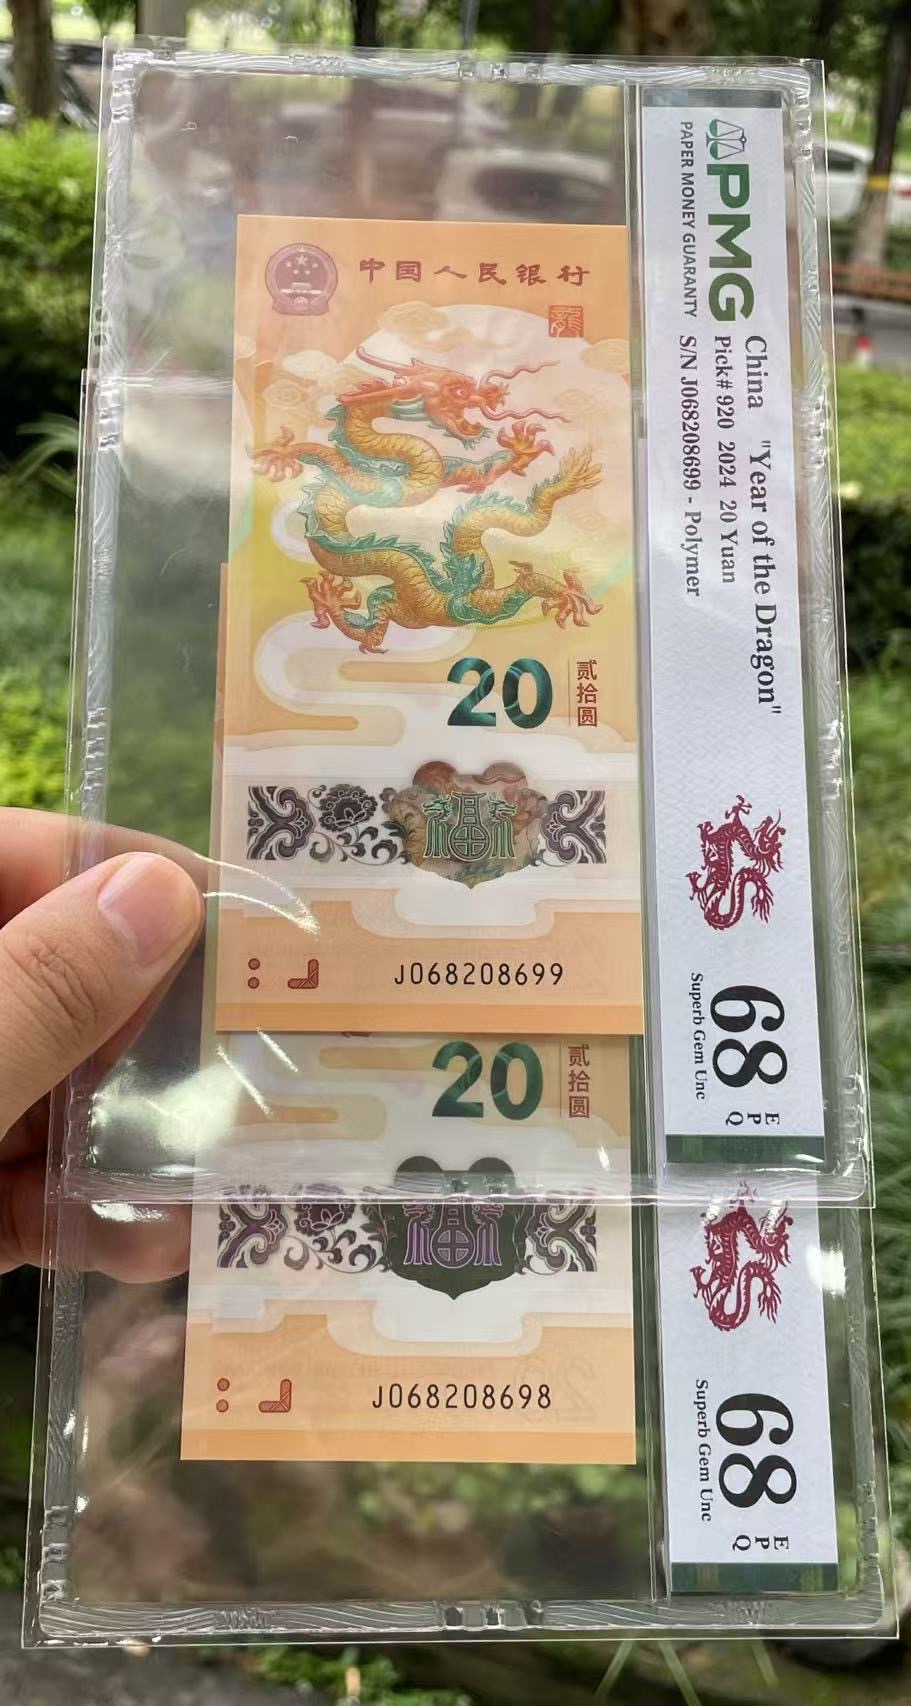 中国人民银行
龍
20
贰拾圆
福
J068208699
20
贰拾圆
福
J068208698
PMG
PAPER MONEY GUARANTY
China "Year of the Dragon"
Pick# 920 2024 20 Yuan
S/N J068208699 - Polymer
68 EPQ
Superb Gem Unc
68 EPQ
Superb Gem Unc